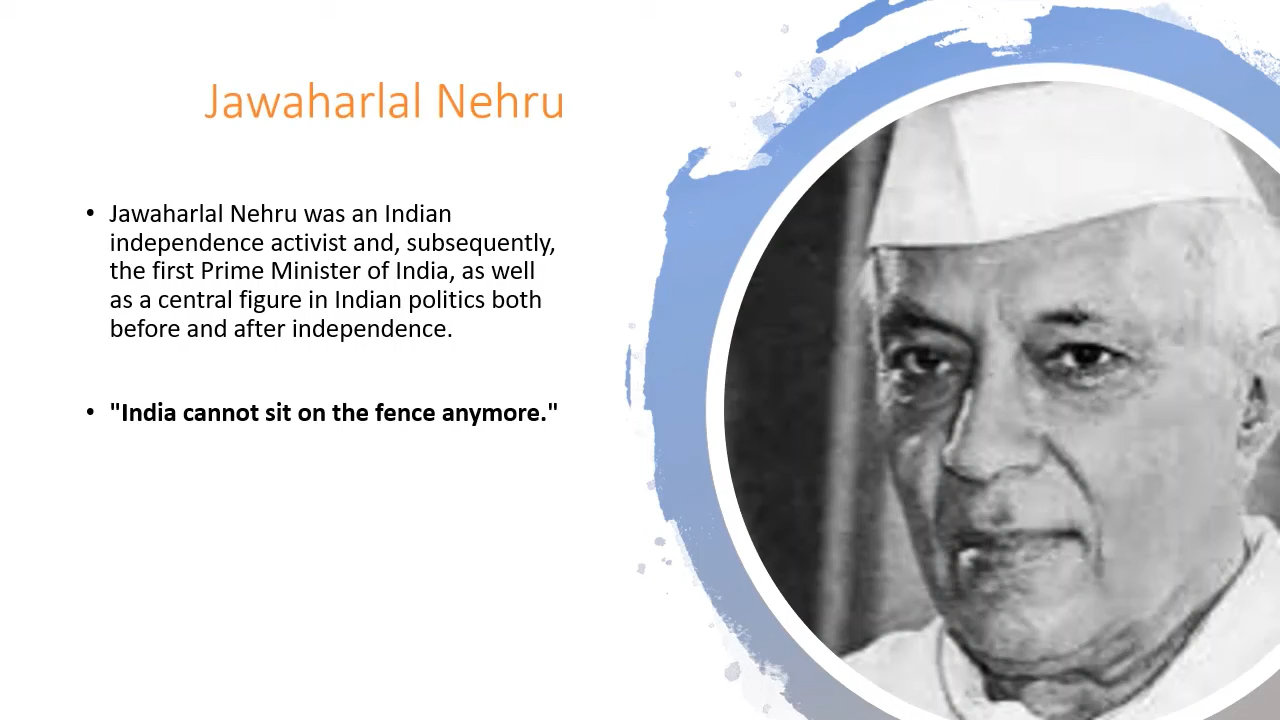 Jawaharlal Nehru
• Jawaharlal Nehru was an Indian
independence activist and, subsequently,
the first Prime Minister of India, as well
as a central figure in Indian politics both
before and after independence.
• "India cannot sit on the fence anymore."